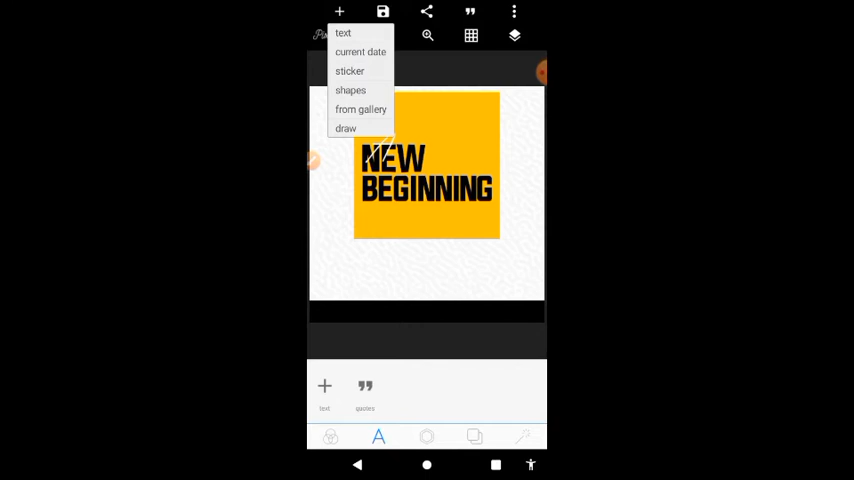 text
current date
sticker
shapes
from gallery
draw
NEW
BEGINNING
text
quotes